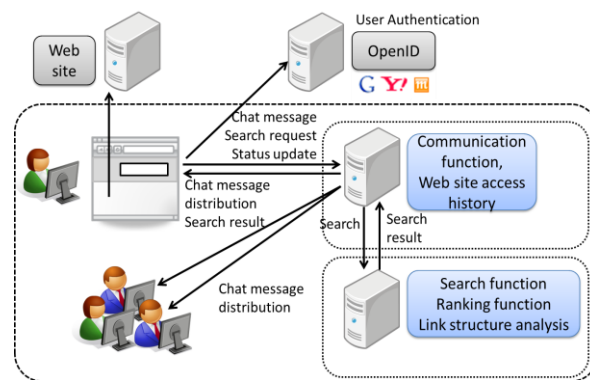 User Authentication
Web
site
OpenID
G Y! m
Chat message
Search request
Status update
Communication
function,
Web site access
history
Chat message
distribution
Search result
Search
Search
result
Chat message
distribution
Search function
Ranking function
Link structure analysis